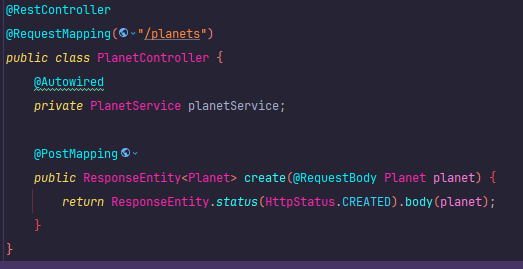 @RestController
@RequestMapping("/planets")
public class PlanetController {
@Autowired
private PlanetService planetService;
@PostMapping
public ResponseEntity<Planet> create(@RequestBody Planet planet) {
return ResponseEntity.status(HttpStatus.CREATED).body(planet);
}
}